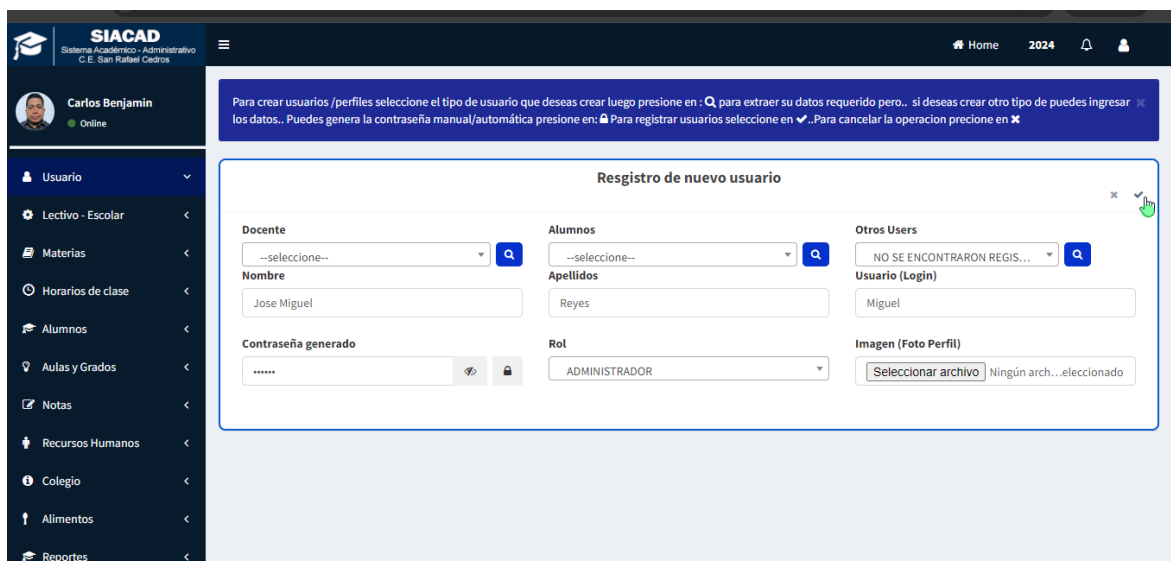 SIACAD
Sistema Académico - Administrativo
C.E. San Rafael Cedros
Home 2024
Carlos Benjamin
Online
Para crear usuarios /perfiles seleccione el tipo de usuario que deseas crear luego presione en : para extraer su datos requerido pero.. si deseas crear otro tipo de puedes ingresar
los datos.. Puedes genera la contraseña manual/automática presione en: Para registrar usuarios seleccione en ..Para cancelar la operacion precione en
Usuario
Lectivo - Escolar
Materias
Horarios de clase
Alumnos
Aulas y Grados
Notas
Recursos Humanos
Colegio
Alimentos
Reportes
Resgistro de nuevo usuario
Docente Alumnos Otros Users
--seleccione-- --seleccione-- NO SE ENCONTRARON REGIS...
Nombre Apellidos Usuario (Login)
Jose Miguel Reyes Miguel
Contraseña generado Rol Imagen (Foto Perfil)
•••••• ADMINISTRADOR Seleccionar archivo Ningún arch...eleccionado